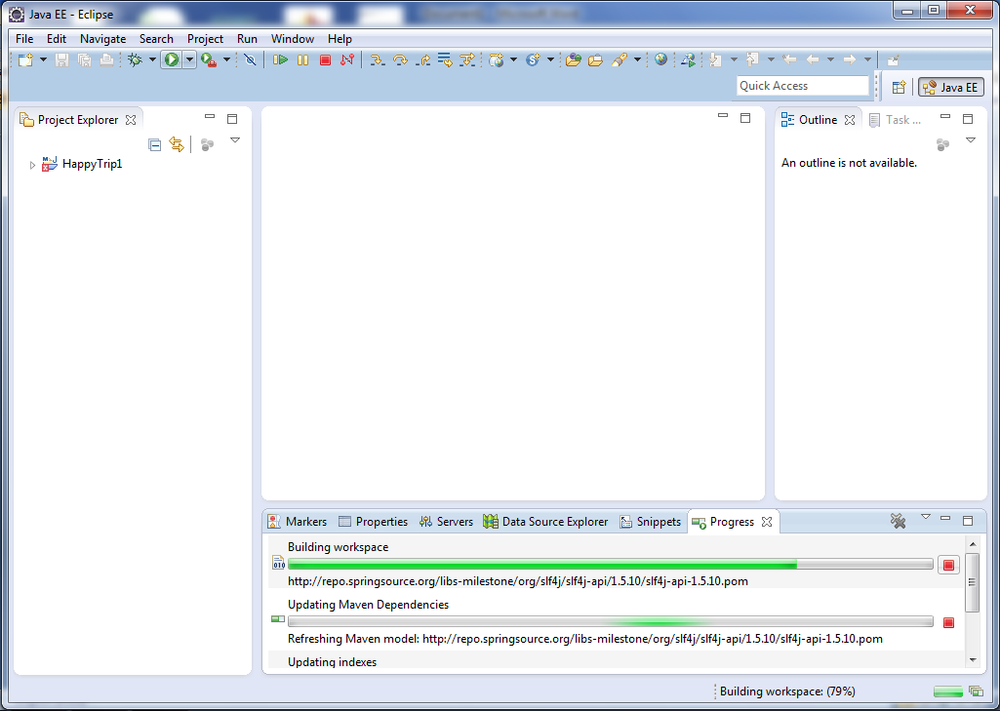 Java EE - Eclipse
File Edit Navigate Search Project Run Window Help
Quick Access
Java EE
Project Explorer
HappyTrip1
Outline
Task ...
An outline is not available.
Markers Properties Servers Data Source Explorer Snippets Progress
Building workspace
010
http://repo.springsource.org/libs-milestone/org/slf4j/slf4j-api/1.5.10/slf4j-api-1.5.10.pom
Updating Maven Dependencies
Refreshing Maven model: http://repo.springsource.org/libs-milestone/org/slf4j/slf4j-api/1.5.10/slf4j-api-1.5.10.pom
Updating indexes
Building workspace: (79%)